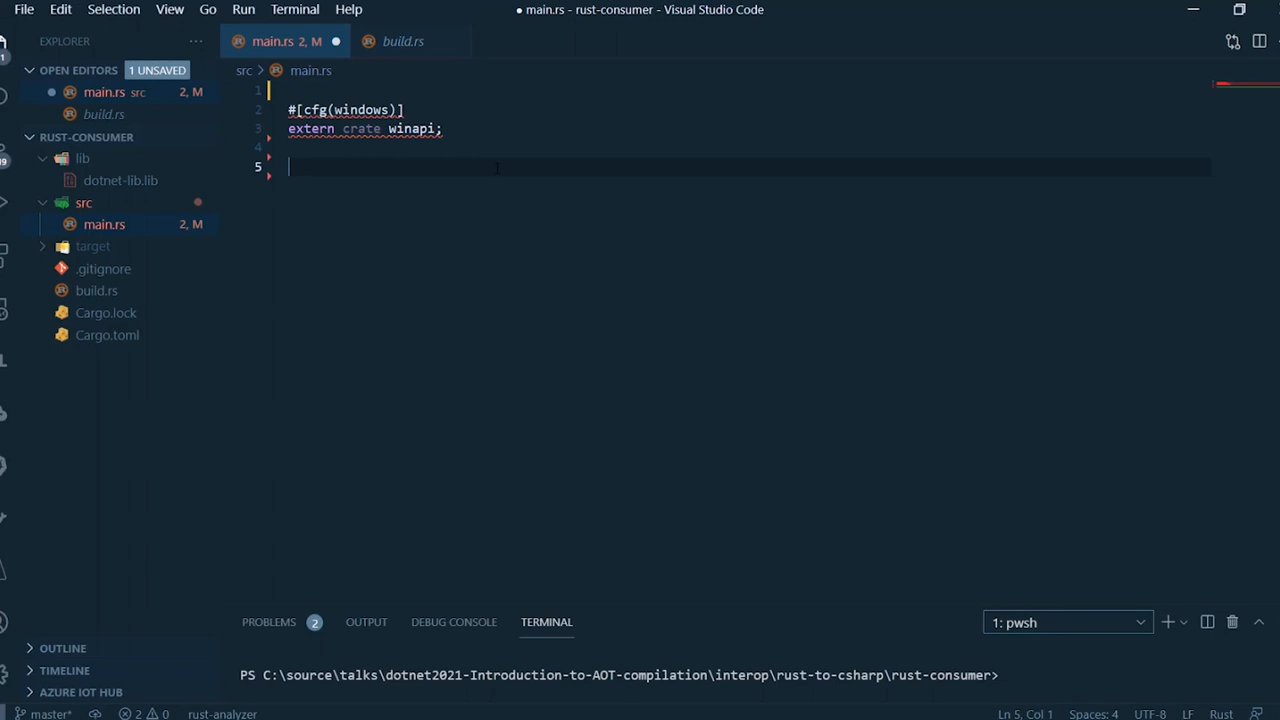 File Edit Selection View Go Run Terminal Help
● main.rs - rust-consumer - Visual Studio Code
EXPLORER ···
main.rs 2, M
build.rs
OPEN EDITORS 1 UNSAVED
main.rs src 2, M
build.rs
RUST-CONSUMER
lib
dotnet-lib.lib
src
main.rs 2, M
target
.gitignore
build.rs
Cargo.lock
Cargo.toml
OUTLINE
TIMELINE
AZURE IOT HUB
src > main.rs
1
2 #[cfg(windows)]
3 extern crate winapi;
4
5
PROBLEMS 2 OUTPUT DEBUG CONSOLE TERMINAL
1: pwsh
PS C:\source\talks\dotnet2021-Introduction-to-AOT-compilation\interop\rust-to-csharp\rust-consumer>
master* 2 0 rust-analyzer
Ln 5, Col 1 Spaces: 4 UTF-8 LF Rust